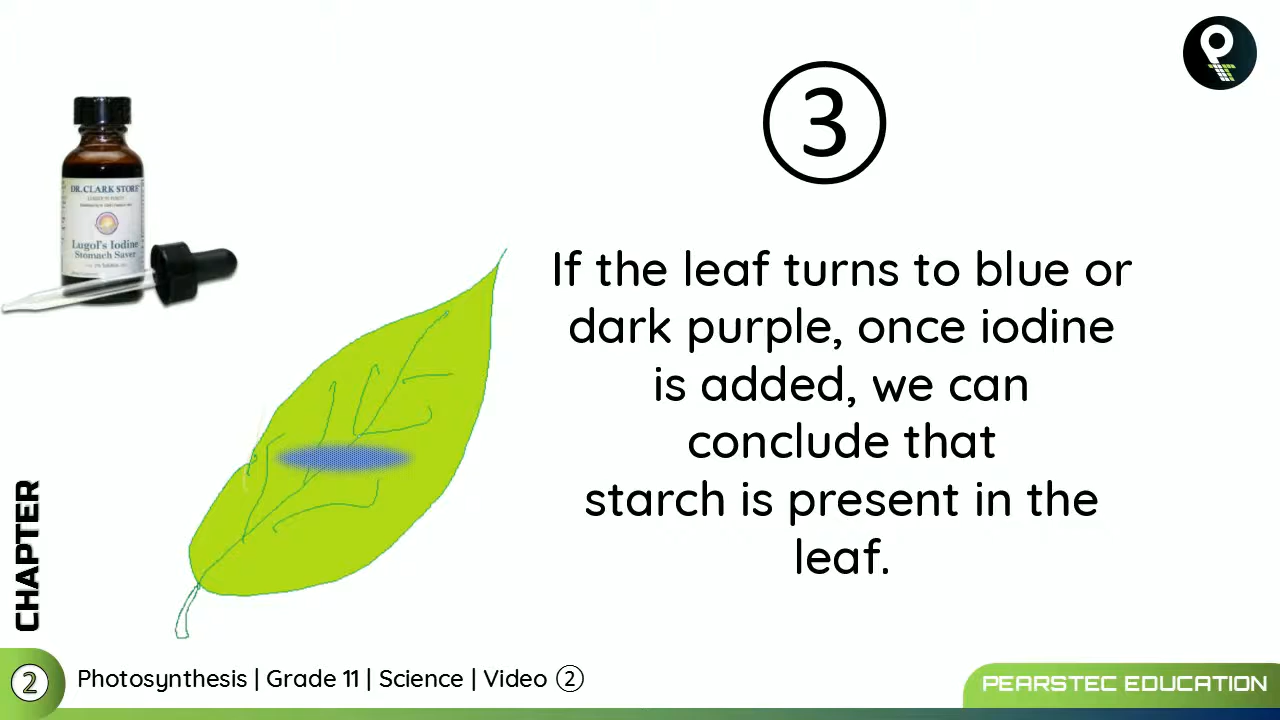 3
DR. CLARK STORE
Lugol's Iodine
Stomach Saver
If the leaf turns to blue or
dark purple, once iodine
is added, we can
conclude that
starch is present in the
leaf.
CHAPTER
2
Photosynthesis | Grade 11 | Science | Video ②
PEARSTEC EDUCATION